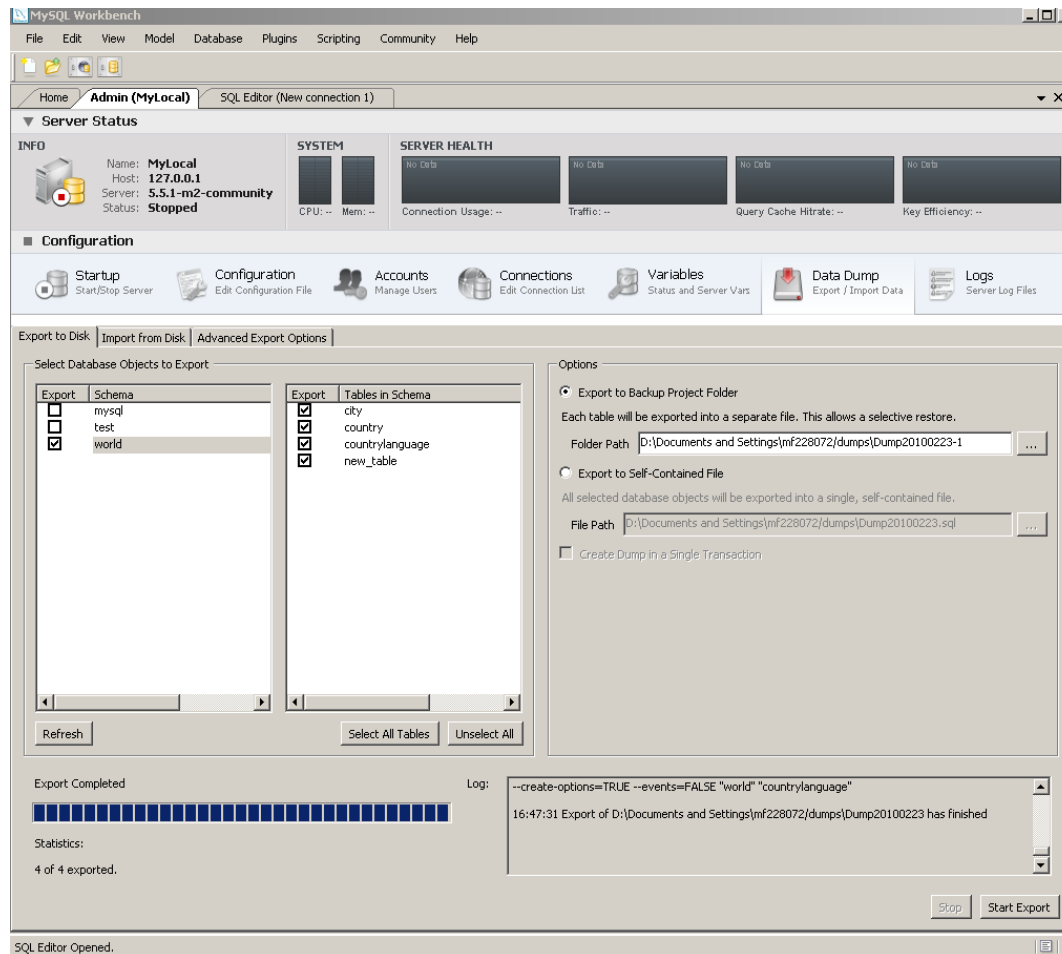 MySQL Workbench
File Edit View Model Database Plugins Scripting Community Help
Home Admin (MyLocal) SQL Editor (New connection 1)
Server Status
INFO SYSTEM SERVER HEALTH
Name: MyLocal
Host: 127.0.0.1
Server: 5.5.1-m2-community
Status: Stopped
No Data No Data No Data No Data
CPU: -- Mem: -- Connection Usage: -- Traffic: -- Query Cache Hitrate: -- Key Efficiency: --
Configuration
Startup Configuration Accounts Connections Variables Data Dump Logs
Start/Stop Server Edit Configuration File Manage Users Edit Connection List Status and Server Vars Export / Import Data Server Log Files
Export to Disk Import from Disk Advanced Export Options
Select Database Objects to Export Options
Export Schema Export Tables in Schema
mysql city
test country
world countrylanguage
new_table
Export to Backup Project Folder
Each table will be exported into a separate file. This allows a selective restore.
Folder Path D:\Documents and Settings\mf228072/dumps\Dump20100223-1 ...
Export to Self-Contained File
All selected database objects will be exported into a single, self-contained file.
File Path D:\Documents and Settings\mf228072/dumps\Dump20100223.sql ...
Create Dump in a Single Transaction
Refresh Select All Tables Unselect All
Export Completed Log:
--create-options=TRUE --events=FALSE "world" "countrylanguage"
16:47:31 Export of D:\Documents and Settings\mf228072/dumps\Dump20100223 has finished
Statistics:
4 of 4 exported.
Stop Start Export
SQL Editor Opened.